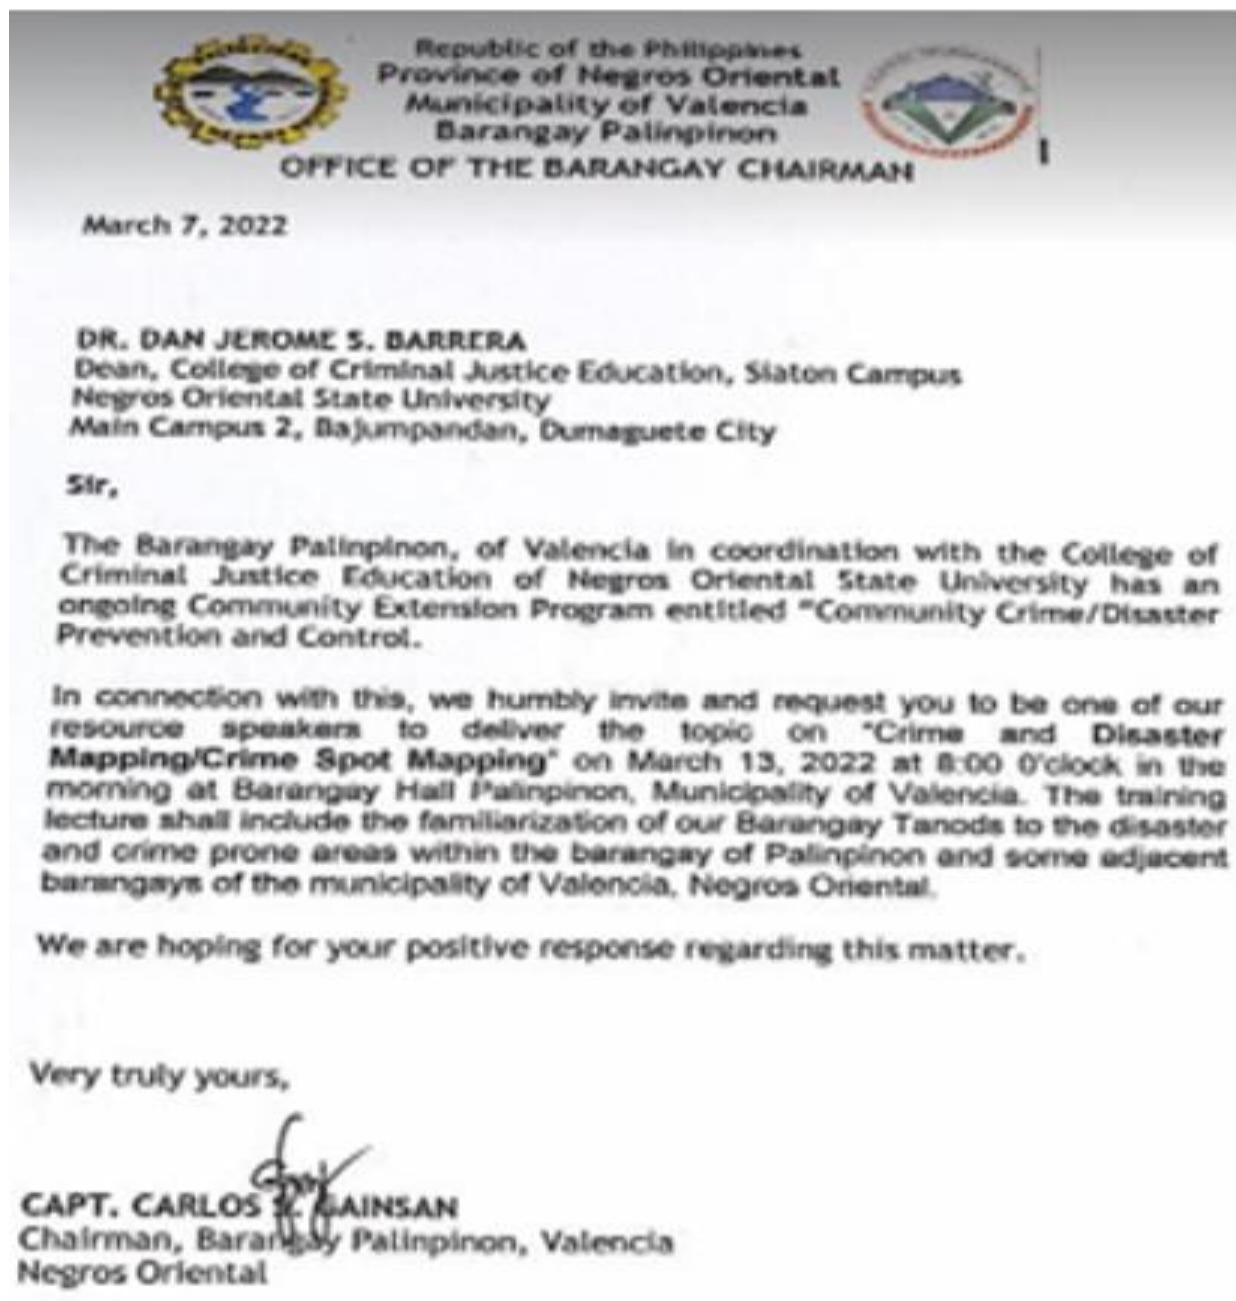 Republic of the Philippines
Province of Negros Oriental
Municipality of Valencia
Barangay Palinpinon
OFFICE OF THE BARANGAY CHAIRMAN
March 7, 2022
DR. DAN JEROME S. BARRERA
Dean, College of Criminal Justice Education, Siaton Campus
Negros Oriental State University
Main Campus 2, Bajumpandan, Dumaguete City
Sir,
The Barangay Palinpinon, of Valencia in coordination with the College of
Criminal Justice Education of Negros Oriental State University has an
ongoing Community Extension Program entitled "Community Crime/Disaster
Prevention and Control.
In connection with this, we humbly invite and request you to be one of our
resource speakers to deliver the topic on "Crime and Disaster
Mapping/Crime Spot Mapping" on March 13, 2022 at 8:00 0'clock in the
morning at Barangay Hall Palinpinon, Municipality of Valencia. The training
lecture shall include the familiarization of our Barangay Tanods to the disaster
and crime prone areas within the barangay of Palinpinon and some adjacent
barangays of the municipality of Valencia, Negros Oriental.
We are hoping for your positive response regarding this matter.
Very truly yours,
CAPT. CARLOS GAINSAN
Chairman, Barangay Palinpinon, Valencia
Negros Oriental